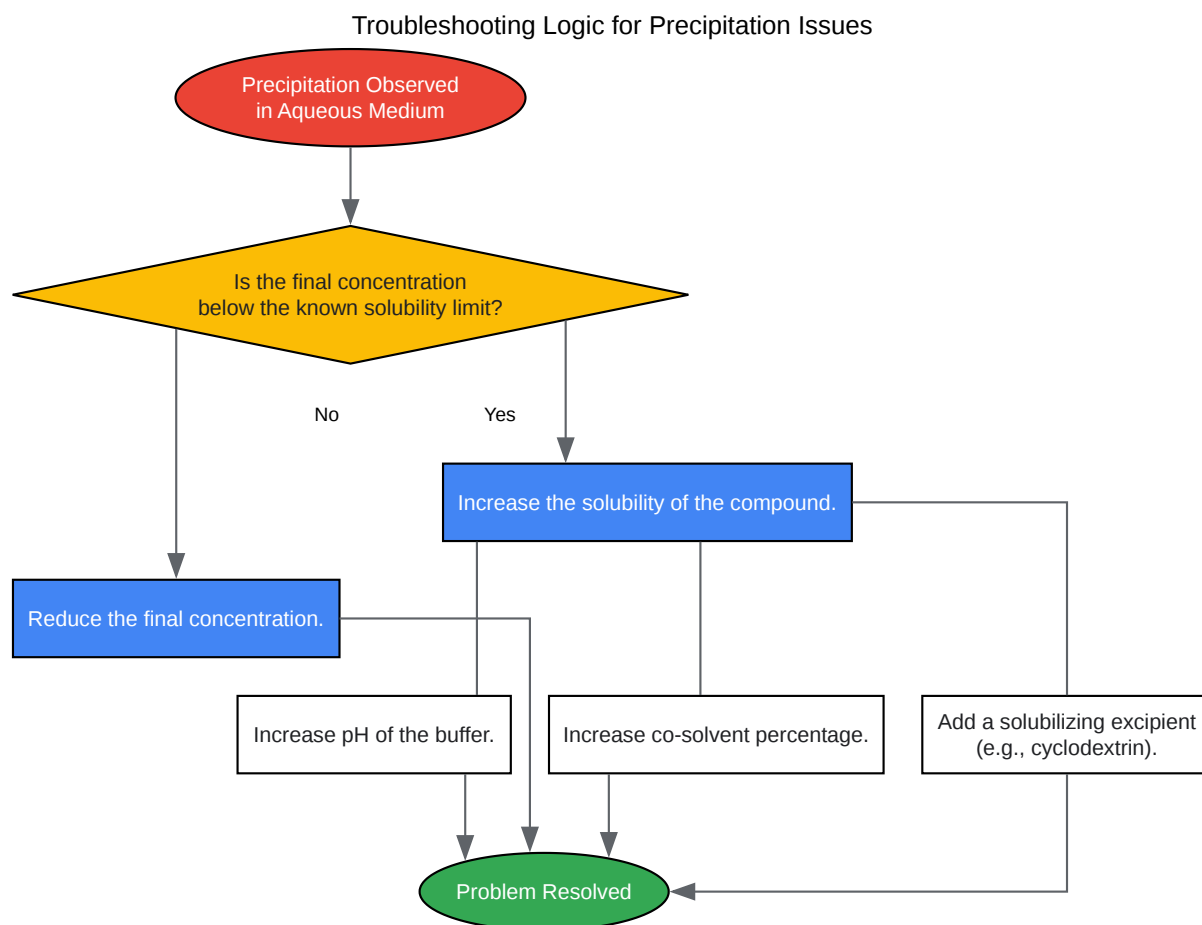 Troubleshooting Logic for Precipitation Issues
Precipitation Observed
in Aqueous Medium
Is the final concentration
below the known solubility limit?
No
Yes
Increase the solubility of the compound.
Reduce the final concentration.
Increase pH of the buffer.
Increase co-solvent percentage.
Add a solubilizing excipient
(e.g., cyclodextrin).
Problem Resolved